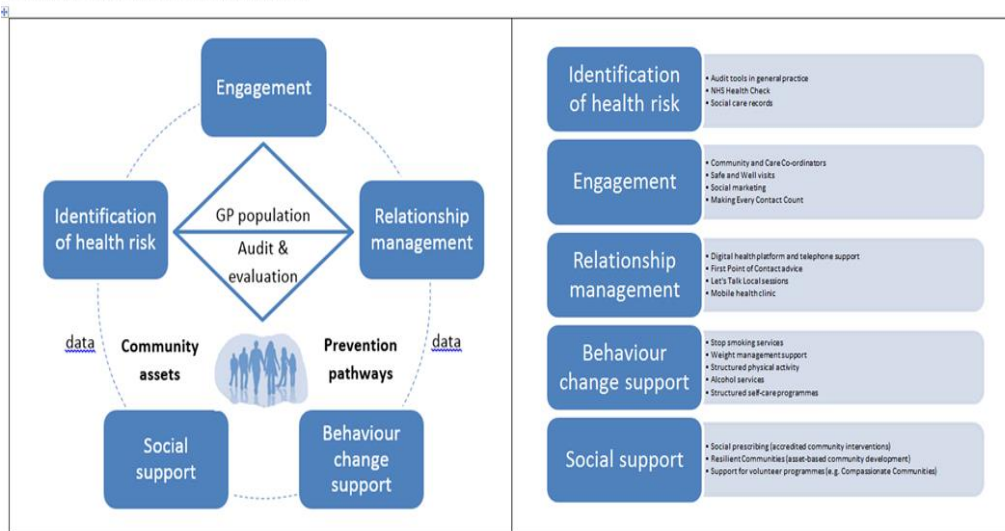 Engagement
Identification
of health risk
GP population
Audit &
evaluation
Relationship
management
data
Community
assets
Prevention
pathways
data
Social
support
Behaviour
change
support
Identification
of health risk
• Audit tools in general practice
• NHS Health Check
• Social care records
Engagement
• Community and Care Co-ordinators
• Safe and Well visits
• Social marketing
• Making Every Contact Count
Relationship
management
• Digital health platform and telephone support
• First Point of Contact advice
• Let's Talk Local sessions
• Mobile health clinic
Behaviour
change support
• Stop smoking services
• Weight management support
• Structured physical activity
• Alcohol services
• Structured self-care programmes
Social support
• Social prescribing (accredited community interventions)
• Resilient Communities (asset-based community development)
• Support for volunteer programmes (e.g. Compassionate Communities)